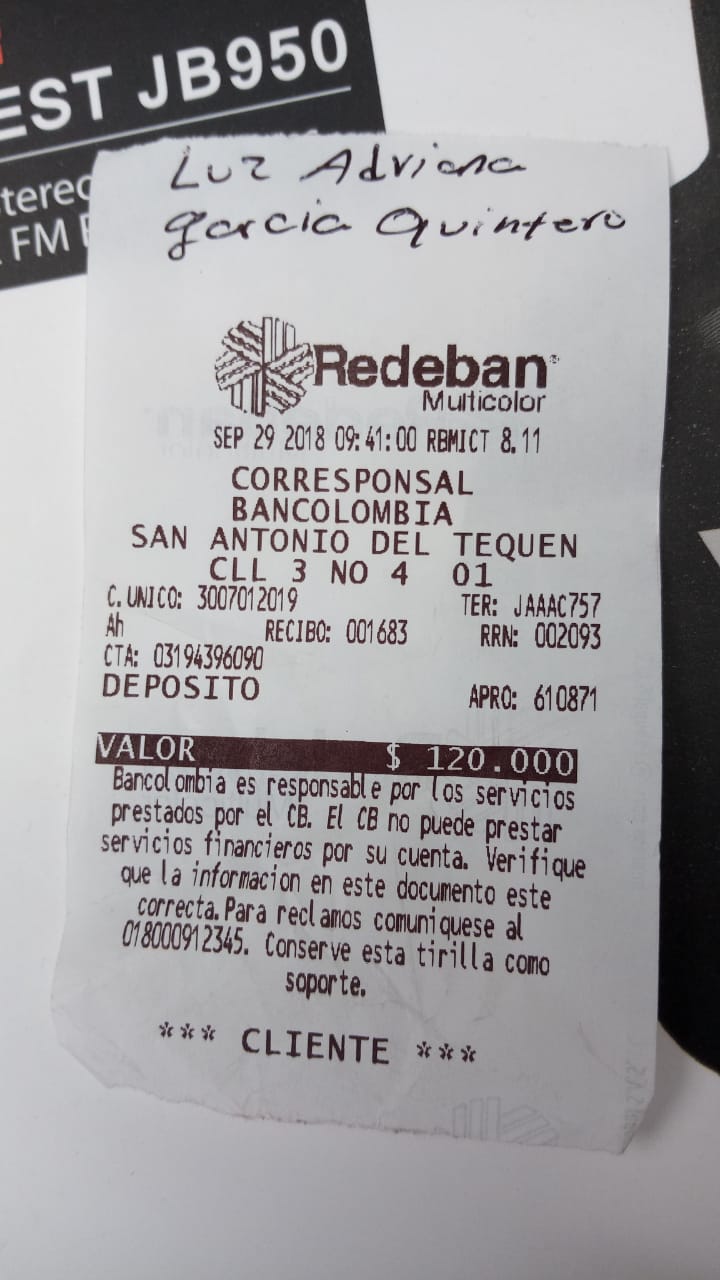 EST JB950
FM
Luz Adriana
garcia Quintero
Redeban
Multicolor
SEP 29 2018 09:41:00 RBMICT 8.11
CORRESPONSAL
BANCOLOMBIA
SAN ANTONIO DEL TEQUEN
CLL 3 NO 4 01
C. UNICO: 3007012019 TER: JAAAC757
Ah RECIBO: 001683 RRN: 002093
CTA: 03194396090
DEPOSITO APRO: 610871
VALOR $ 120.000
Bancolombia es responsable por los servicios
prestados por el CB. El CB no puede prestar
servicios financieros por su cuenta. Verifique
que la informacion en este documento este
correcta. Para reclamos comuniquese al
018000912345. Conserve esta tirilla como
soporte.
*** CLIENTE ***